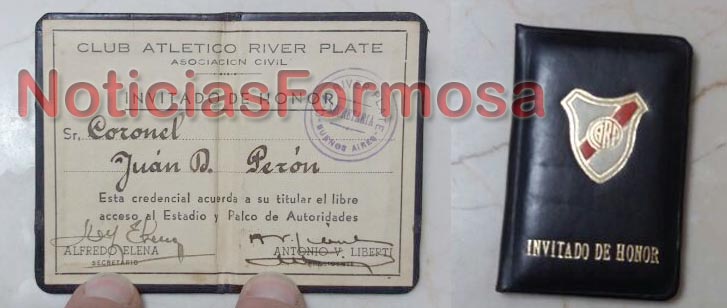 CLUB ATLETICO RIVER PLATE
ASOCIACION CIVIL
INVITADO DE HONOR
NoticiasFormosa
Sr. Coronel
Juán D. Perón
SECRETARIA
BUENOS AIRES
Esta credencial acuerda a su titular el libre
acceso al Estadio y Palco de Autoridades
ALFREDO ELENA
SECRETARIO
ANTONIO V. LIBERTI
PRESIDENTE
CARP
INVITADO DE HONOR